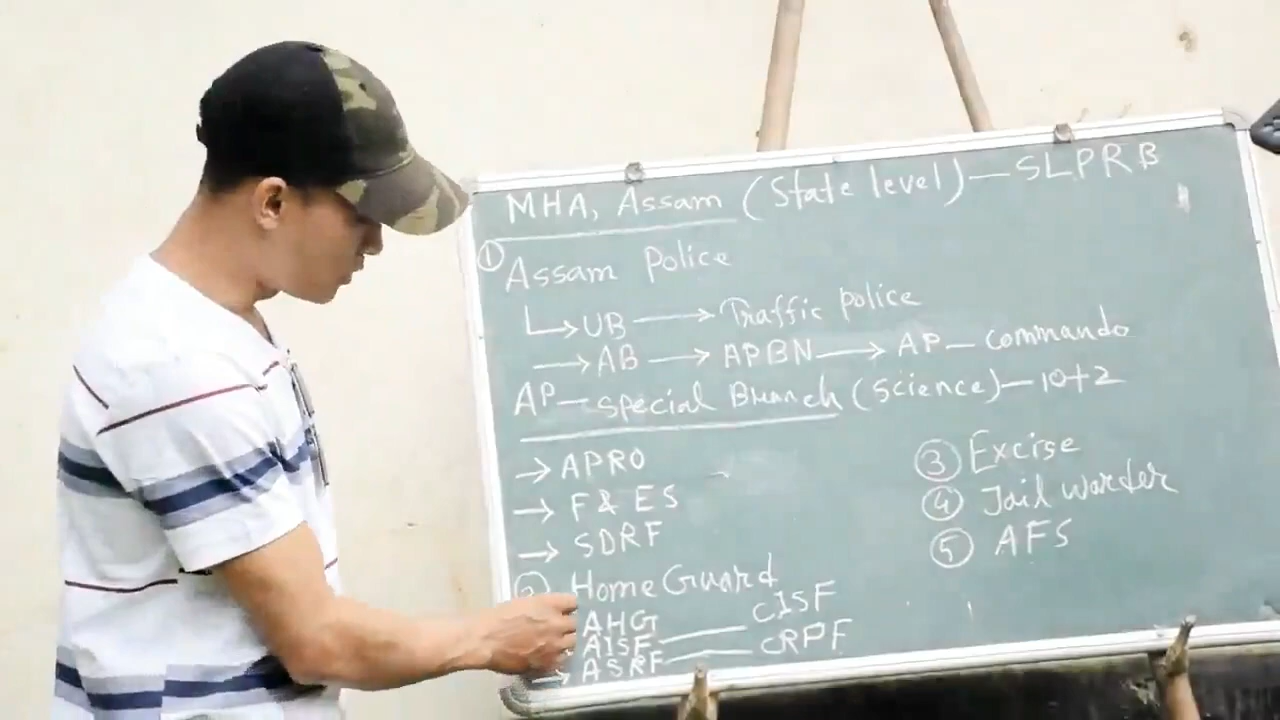 MHA, Assam (State level) — SLPRB
① Assam Police
↳ UB → Traffic police
→ AB → APBN → AP — commando
AP — Special Branch (Science) — 10+2
→ APRO
→ F & ES
→ SDRF
② Home Guard
AHG
AISF — CISF
→ ASRF — CRPF
③ Excise
④ Jail Warder
⑤ AFS